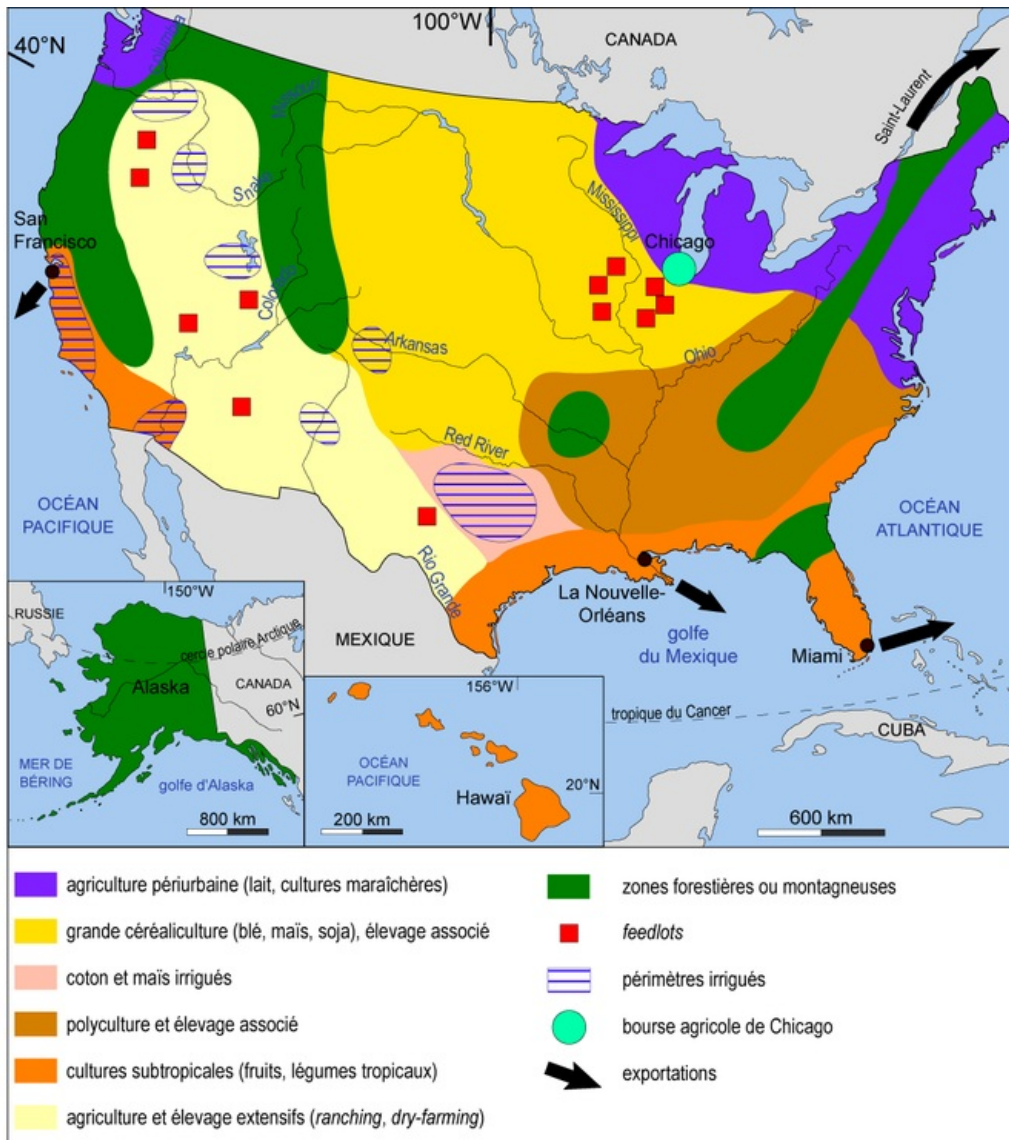 100°W
40°N
CANADA
Columbia
Missouri
Saint-Laurent
Snake
San
Francisco
Mississippi
Chicago
Colorado
Arkansas
Ohio
Red River
OCÉAN
PACIFIQUE
OCÉAN
ATLANTIQUE
Rio Grande
La Nouvelle-
Orléans
MEXIQUE
golfe
du Mexique
Miami
150°W
RUSSIE
cercle polaire Arctique
Alaska
CANADA
60°N
MER DE
BÉRING
golfe d'Alaska
800 km
156°W
OCÉAN
PACIFIQUE
20°N
Hawaï
200 km
tropique du Cancer
CUBA
600 km
agriculture périurbaine (lait, cultures maraîchères)
grande céréaliculture (blé, maïs, soja), élevage associé
coton et maïs irrigués
polyculture et élevage associé
cultures subtropicales (fruits, légumes tropicaux)
agriculture et élevage extensifs (ranching, dry-farming)
zones forestières ou montagneuses
feedlots
périmètres irrigués
bourse agricole de Chicago
exportations